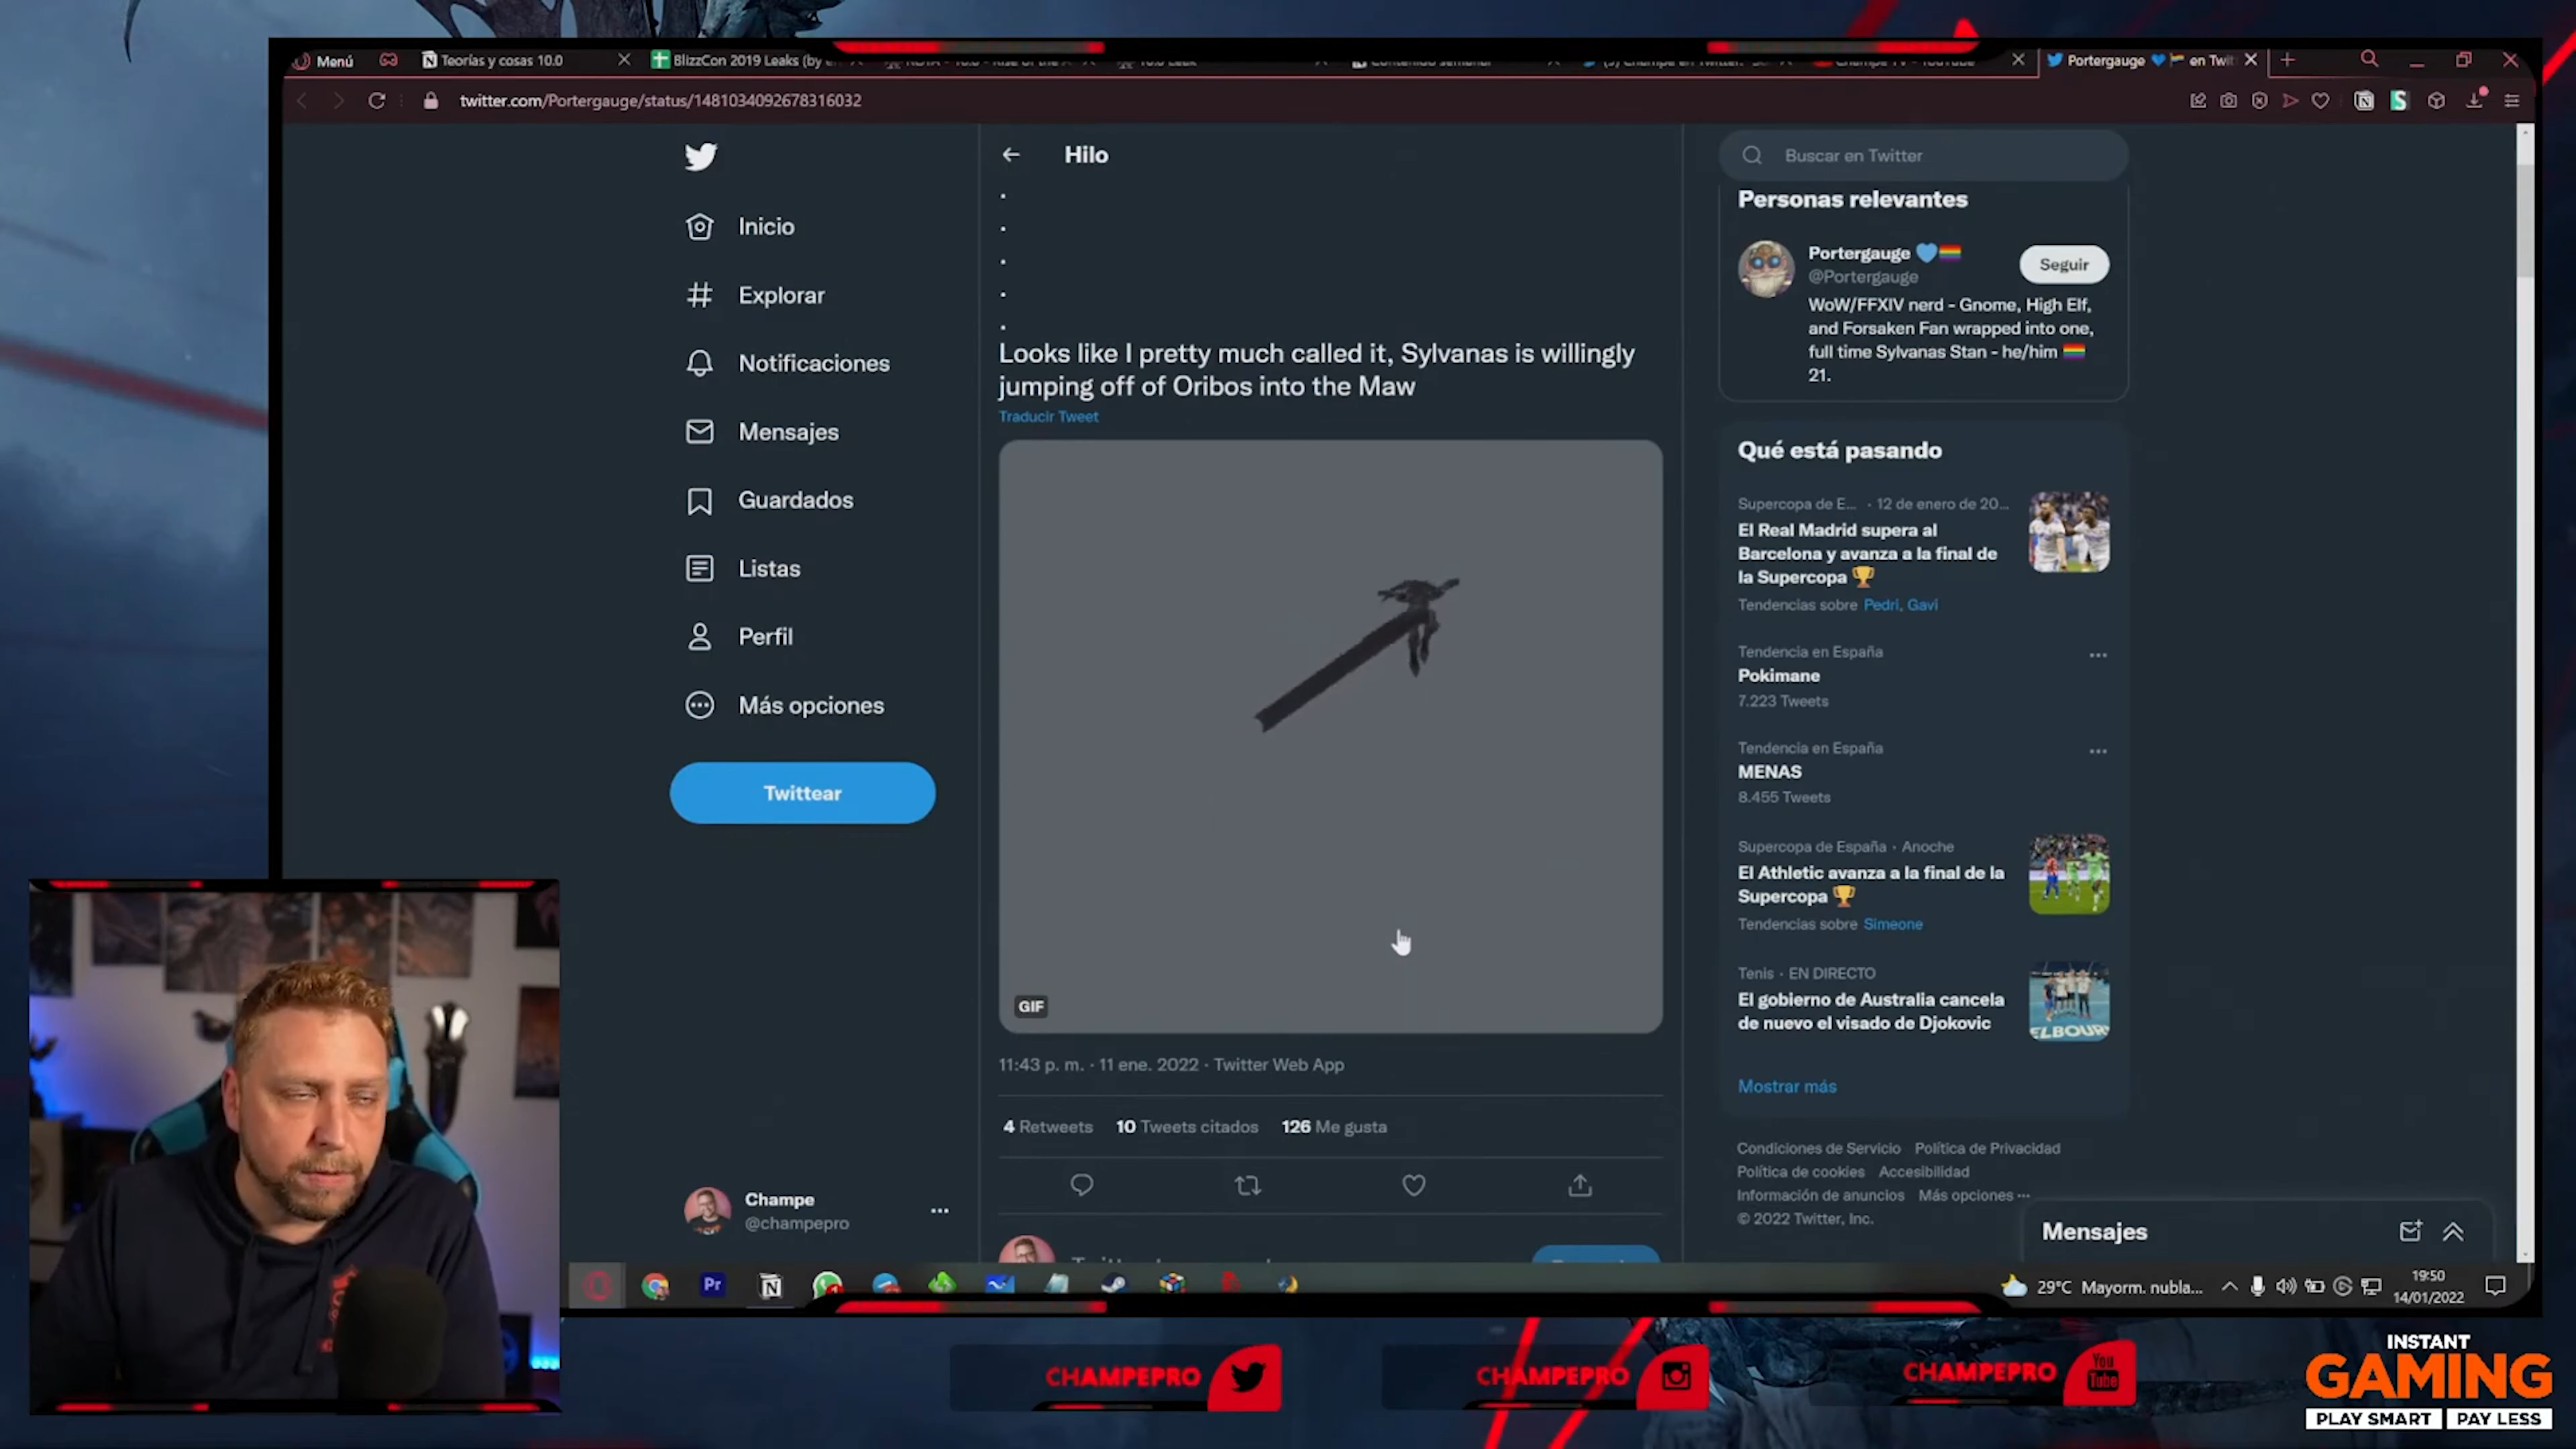 Menú
Teorías y cosas 10.0
BlizzCon 2019 Leaks (by
Portergauge 💙🏳️‍🌈 en Twit
twitter.com/Portergauge/status/1481034092678316032
Inicio
Explorar
Notificaciones
Mensajes
Guardados
Listas
Perfil
Más opciones
Twittear
Champe
@champepro
Hilo
.
.
.
.
.
Looks like I pretty much called it, Sylvanas is willingly
jumping off of Oribos into the Maw
Traducir Tweet
GIF
11:43 p. m. · 11 ene. 2022 · Twitter Web App
4 Retweets 10 Tweets citados 126 Me gusta
Buscar en Twitter
Personas relevantes
Portergauge 💙🏳️‍🌈
@Portergauge
Seguir
WoW/FFXIV nerd - Gnome, High Elf,
and Forsaken Fan wrapped into one,
full time Sylvanas Stan - he/him 🏳️‍🌈
21.
Qué está pasando
Supercopa de E... · 12 de enero de 20...
El Real Madrid supera al
Barcelona y avanza a la final de
la Supercopa 🏆
Tendencias sobre Pedri, Gavi
Tendencia en España
Pokimane
7.223 Tweets
Tendencia en España
MENAS
8.455 Tweets
Supercopa de España · Anoche
El Athletic avanza a la final de la
Supercopa 🏆
Tendencias sobre Simeone
Tenis · EN DIRECTO
El gobierno de Australia cancela
de nuevo el visado de Djokovic
ELBOUR
Mostrar más
Condiciones de Servicio Política de Privacidad
Política de cookies Accesibilidad
Información de anuncios Más opciones ...
© 2022 Twitter, Inc.
Mensajes
Pr
29°C Mayorm. nubla...
19:50
14/01/2022
CHAMPEPRO
CHAMPEPRO
CHAMPEPRO
You
Tube
INSTANT
GAMING
PLAY SMART PAY LESS